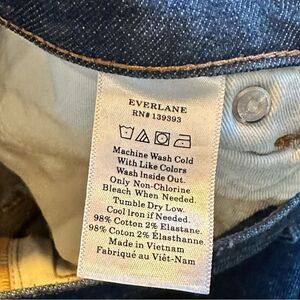 EVERLANE
RN# 139393
Machine Wash Cold
With Like Colors
Wash Inside Out.
Only Non-Chlorine
Bleach When Needed.
Tumble Dry Low.
Cool Iron if Needed.
98% Cotton 2% Elastane.
98% Cotton 2% Élasthanne.
Made in Vietnam
Fabriqué au Viêt-Nam